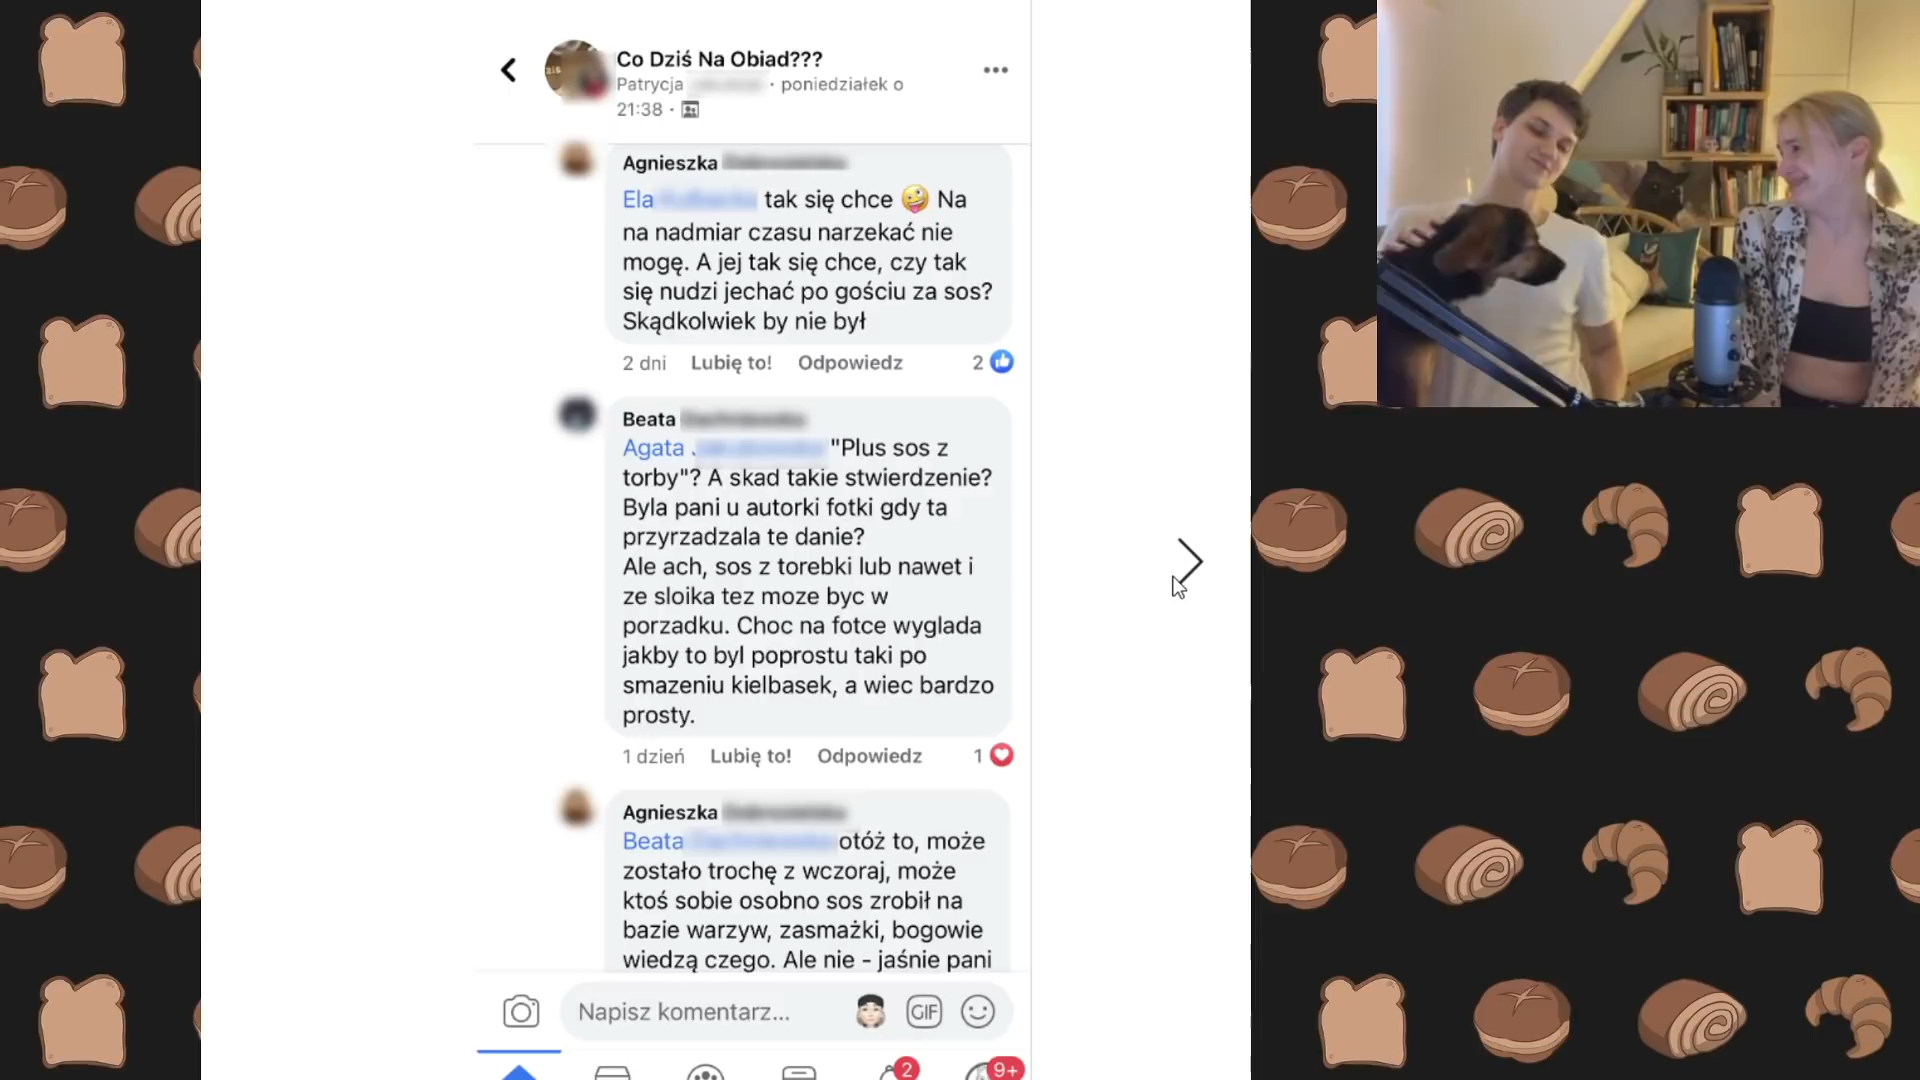 Co Dziś Na Obiad???
Patrycja · poniedziałek o
21:38 ·
Agnieszka
Ela tak się chce 🤪 Na
na nadmiar czasu narzekać nie
mogę. A jej tak się chce, czy tak
się nudzi jechać po gościu za sos?
Skądkolwiek by nie był
2 dni Lubię to! Odpowiedz 2
Beata
Agata "Plus sos z
torby"? A skad takie stwierdzenie?
Byla pani u autorki fotki gdy ta
przyrzadzala te danie?
Ale ach, sos z torebki lub nawet i
ze sloika tez moze byc w
porzadku. Choc na fotce wyglada
jakby to byl poprostu taki po
smazeniu kielbasek, a wiec bardzo
prosty.
1 dzień Lubię to! Odpowiedz 1
Agnieszka
Beata otóż to, może
zostało trochę z wczoraj, może
ktoś sobie osobno sos zrobił na
bazie warzyw, zasmażki, bogowie
wiedzą czego. Ale nie - jaśnie pani
Napisz komentarz... GIF
2 9+